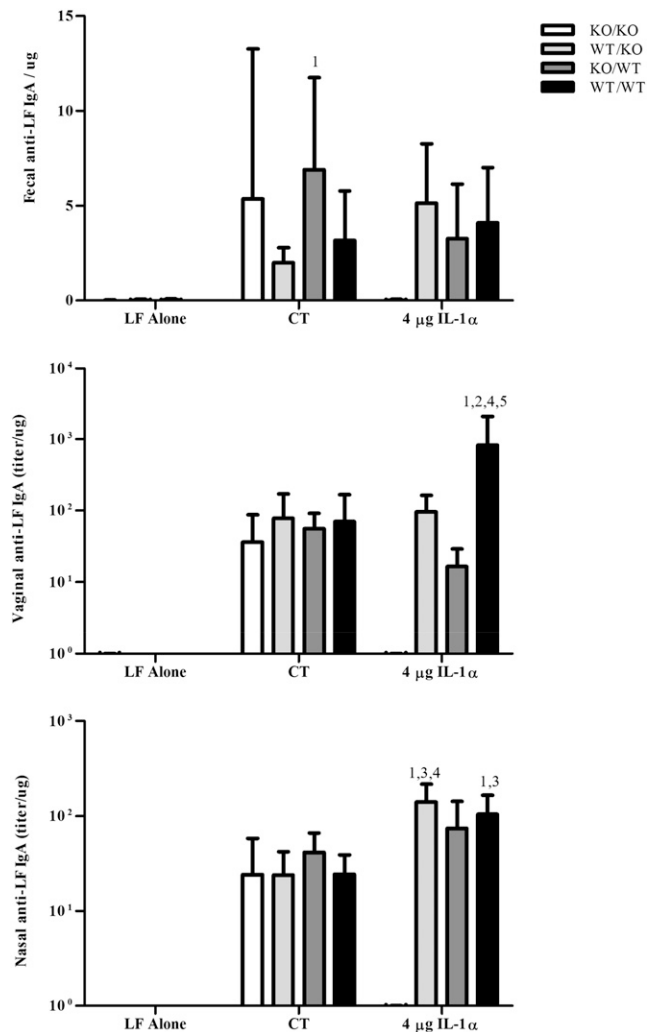 KO/KO
WT/KO
KO/WT
WT/WT
Fecal anti-LF IgA / ug
15
10
5
0
1
LF Alone
CT
4 μg IL-1α
Vaginal anti-LF IgA (titer/ug)
10⁴
10³
10²
10¹
10⁰
1,2,4,5
LF Alone
CT
4 μg IL-1α
Nasal anti-LF IgA (titer/ug)
10³
10²
10¹
10⁰
1,3,4
1,3
LF Alone
CT
4 μg IL-1α